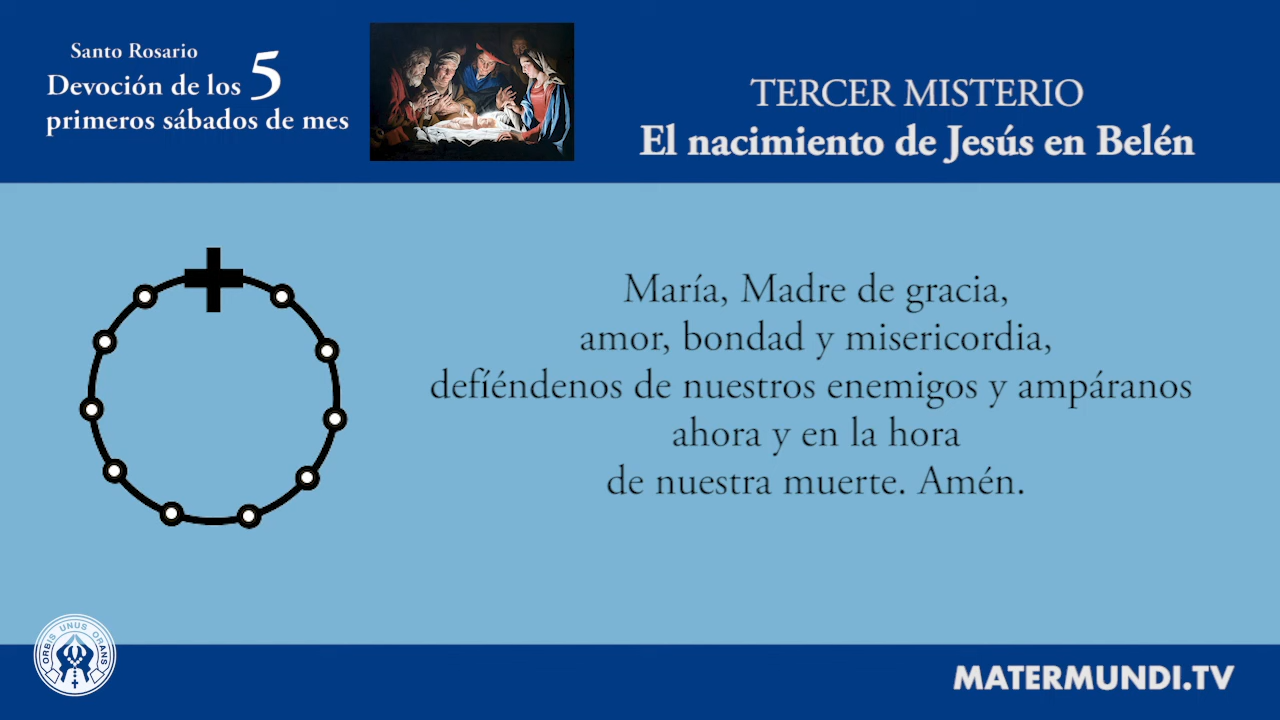 Santo Rosario
Devoción de los 5
primeros sábados de mes
TERCER MISTERIO
El nacimiento de Jesús en Belén
María, Madre de gracia,
amor, bondad y misericordia,
defiéndenos de nuestros enemigos y ampáranos
ahora y en la hora
de nuestra muerte. Amén.
ORBIS UNUS ORANS
MATERMUNDI.TV